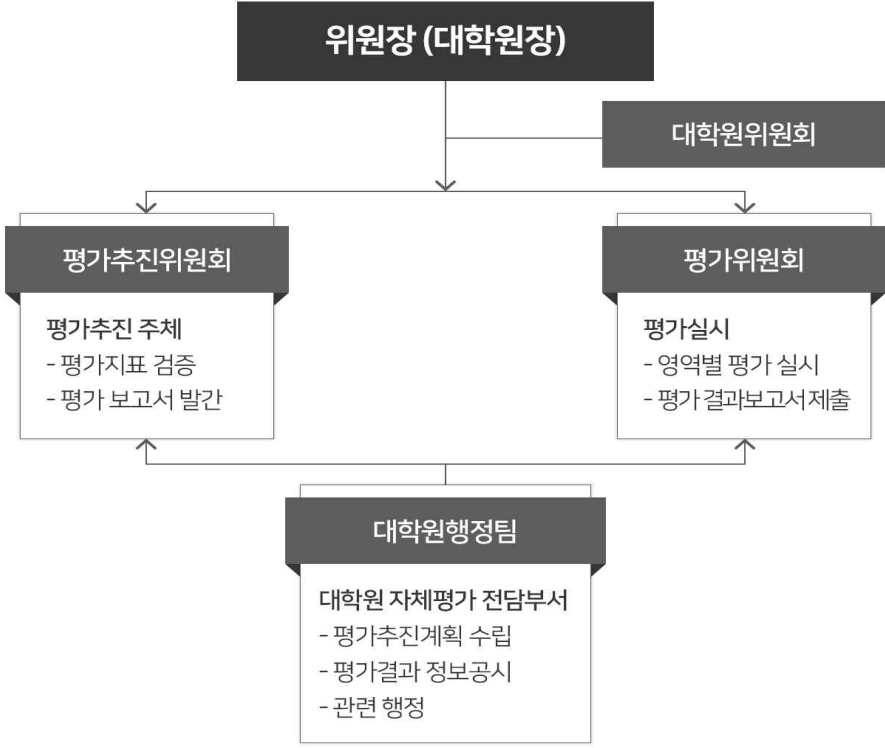 위원장 (대학원장)
대학원위원회
평가추진위원회
평가추진 주체
- 평가지표 검증
- 평가 보고서 발간
평가위원회
평가실시
- 영역별 평가 실시
- 평가 결과보고서 제출
대학원행정팀
대학원 자체평가 전담부서
- 평가추진계획 수립
- 평가결과 정보공시
- 관련 행정